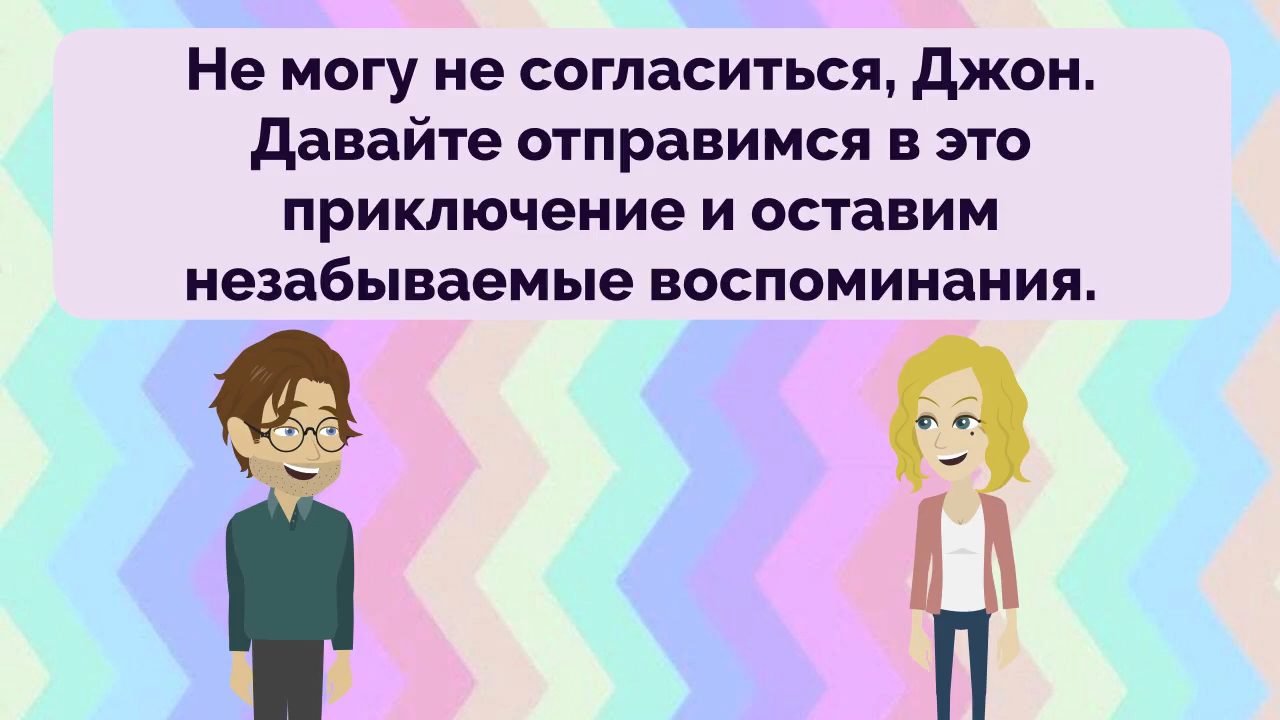 Не могу не согласиться, Джон.
Давайте отправимся в это
приключение и оставим
незабываемые воспоминания.